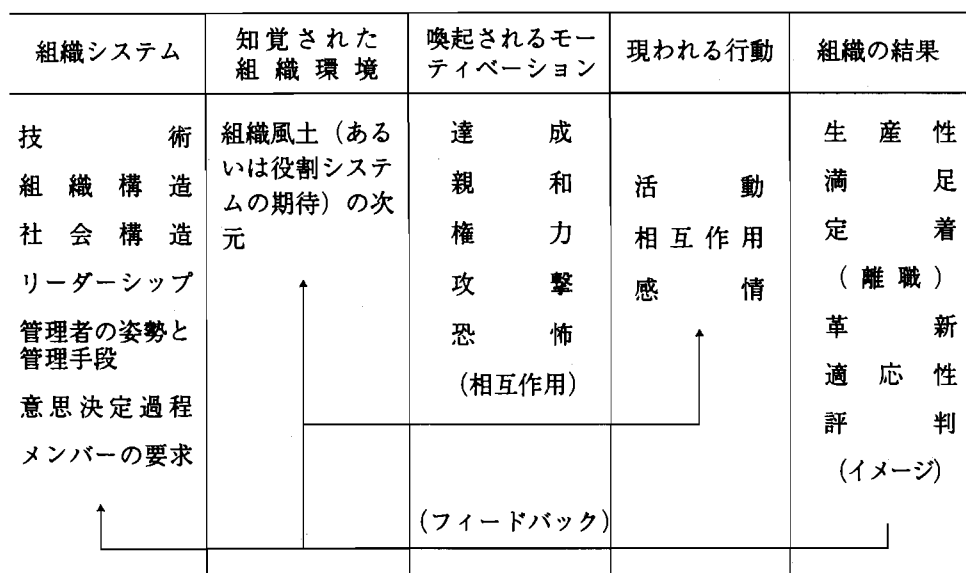 組織システム
知覚された
組織環境
喚起されるモー
ティベーション
現われる行動
組織の結果
技術
組織構造
社会構造
リーダーシップ
管理者の姿勢と
管理手段
意思決定過程
メンバーの要求
組織風土(ある
いは役割システ
ムの期待)の次
元
達成
親和
権力
攻撃
恐怖
(相互作用)
活動
相互作用
感情
生産性
満足
定着
(離職)
革新
適応性
評判
(イメージ)
(フィードバック)